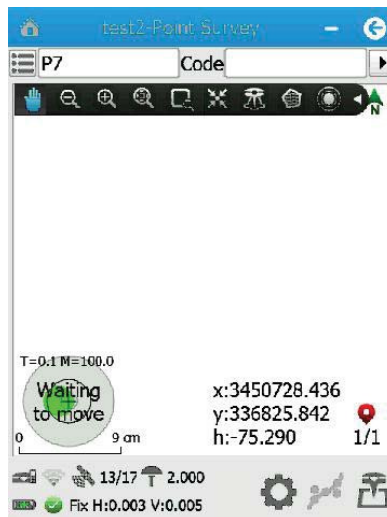 test2-Point Survey
P7 Code
N
T=0.1 M=100.0
Waiting
to move
0 9 cm
x:3450728.436
y:336825.842
h:-75.290
1/1
13/17 2.000
Fix H:0.003 V:0.005